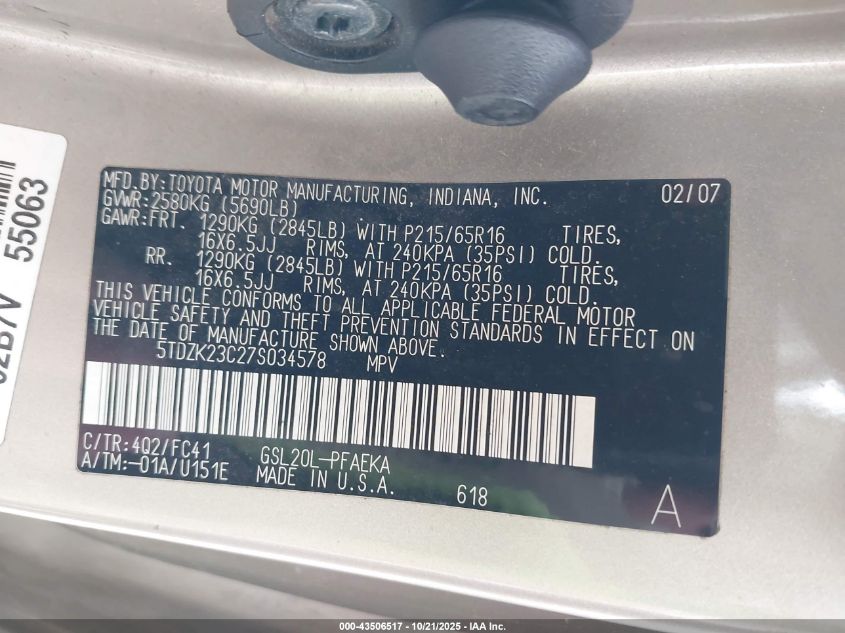 MFD. BY: TOYOTA MOTOR MANUFACTURING, INDIANA, INC. 02/07
GVWR: 2580KG (5690LB)
GAWR: FRT. 1290KG (2845LB) WITH P215/65R16 TIRES,
16X6.5JJ RIMS, AT 240KPA (35PSI) COLD.
RR. 1290KG (2845LB) WITH P215/65R16 TIRES,
16X6.5JJ RIMS, AT 240KPA (35PSI) COLD.
THIS VEHICLE CONFORMS TO ALL APPLICABLE FEDERAL MOTOR
VEHICLE SAFETY AND THEFT PREVENTION STANDARDS IN EFFECT ON
THE DATE OF MANUFACTURE SHOWN ABOVE.
5TDZK23C27S034578 MPV
C/TR: 4Q2/FC41 GSL20L-PFAEKA
A/TM: -01A/U151E MADE IN U.S.A. 618 A
55063
000-43506517 - 10/21/2025 - IAA Inc.